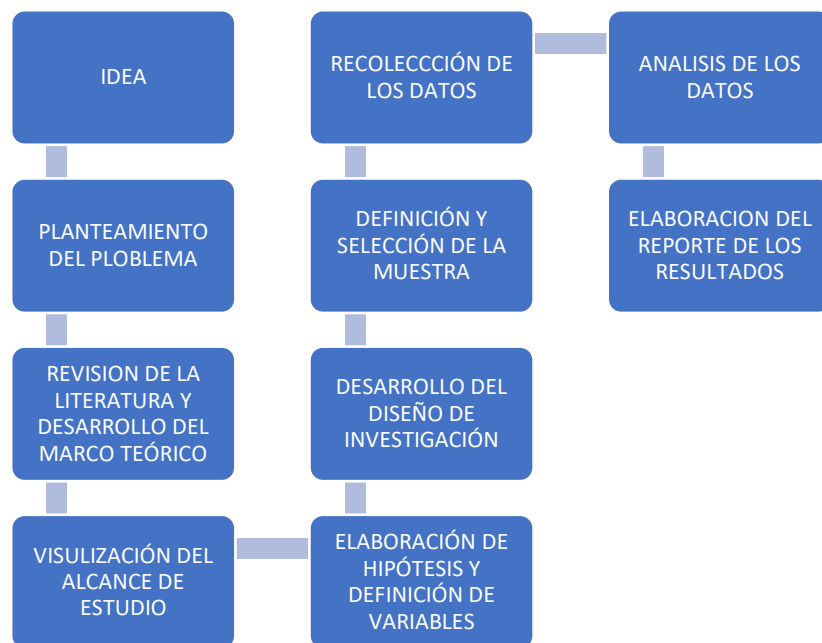 IDEA
PLANTEAMIENTO
DEL PLOBLEMA
REVISION DE LA
LITERATURA Y
DESARROLLO DEL
MARCO TEÓRICO
VISULIZACIÓN DEL
ALCANCE DE
ESTUDIO
ELABORACIÓN DE
HIPÓTESIS Y
DEFINICIÓN DE
VARIABLES
DESARROLLO DEL
DISEÑO DE
INVESTIGACIÓN
DEFINICIÓN Y
SELECCIÓN DE LA
MUESTRA
RECOLECCCIÓN DE
LOS DATOS
ANALISIS DE LOS
DATOS
ELABORACION DEL
REPORTE DE LOS
RESULTADOS